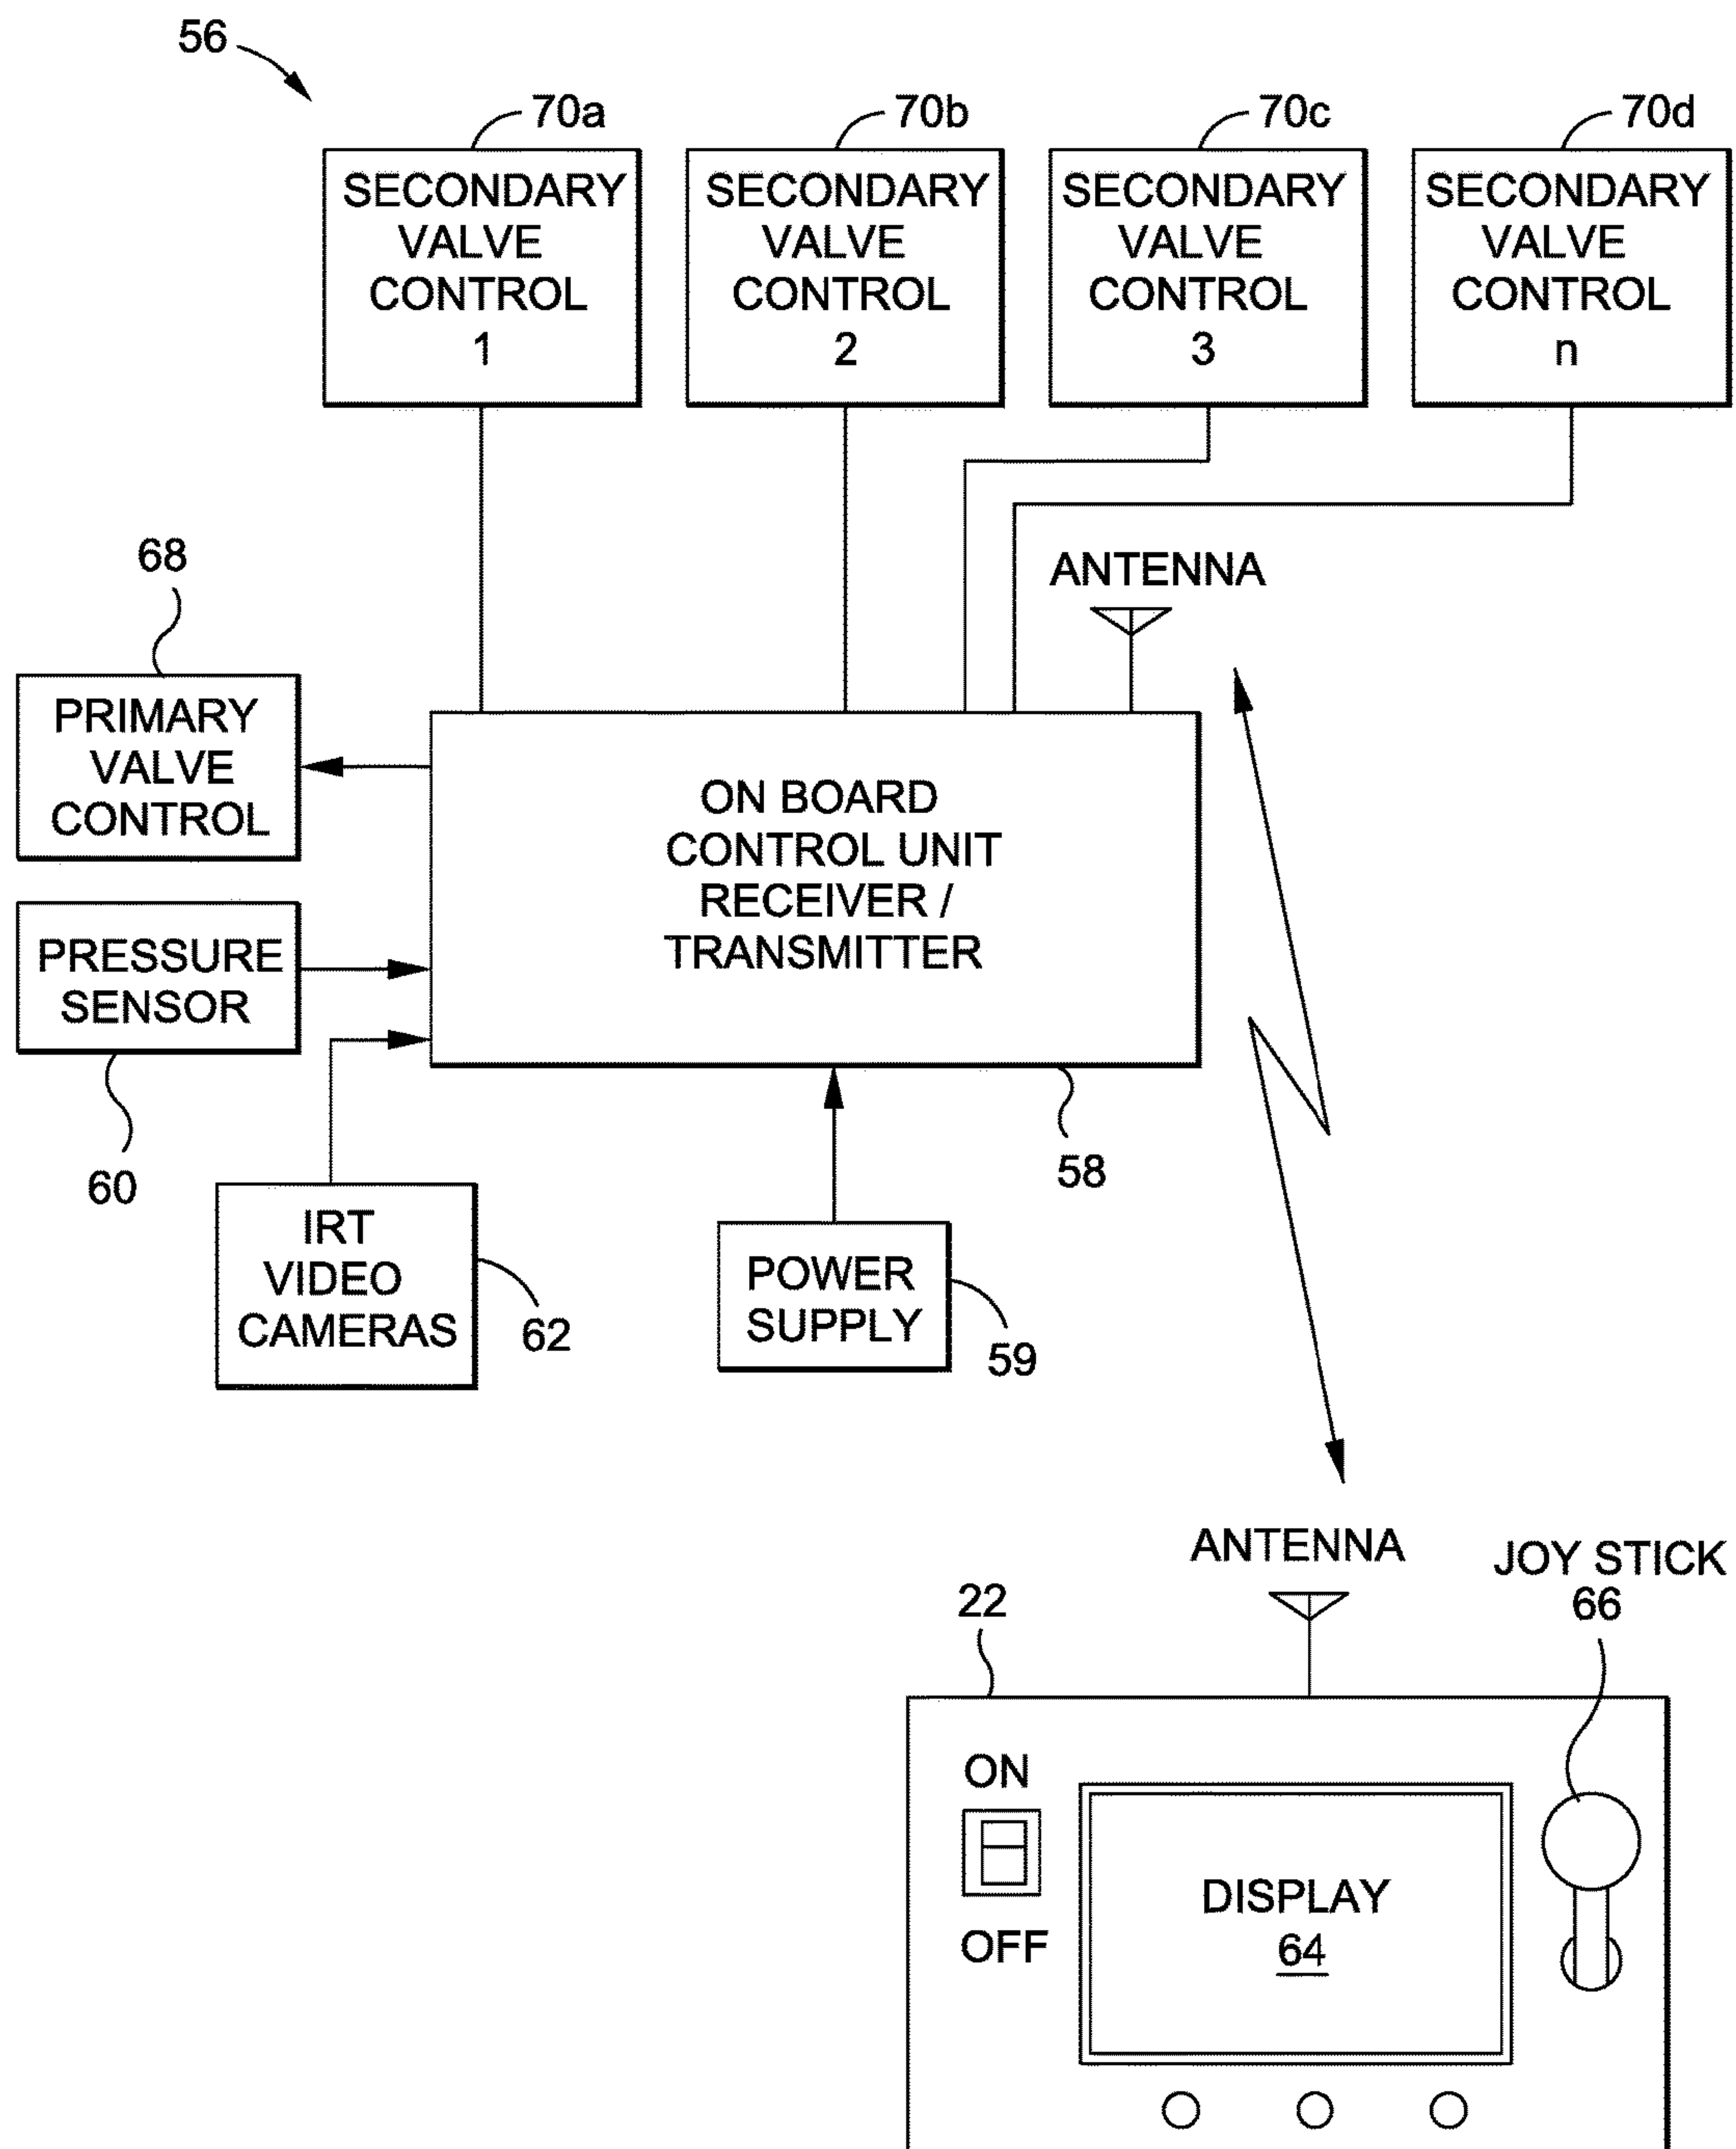 56
70a
70b
70c
70d
SECONDARY
VALVE
CONTROL
1
SECONDARY
VALVE
CONTROL
2
SECONDARY
VALVE
CONTROL
3
SECONDARY
VALVE
CONTROL
n
ANTENNA
68
PRIMARY
VALVE
CONTROL
ON BOARD
CONTROL UNIT
RECEIVER /
TRANSMITTER
PRESSURE
SENSOR
60
58
IRT
VIDEO
CAMERAS
62
POWER
SUPPLY
59
ANTENNA
JOY STICK
66
22
ON
OFF
DISPLAY
64